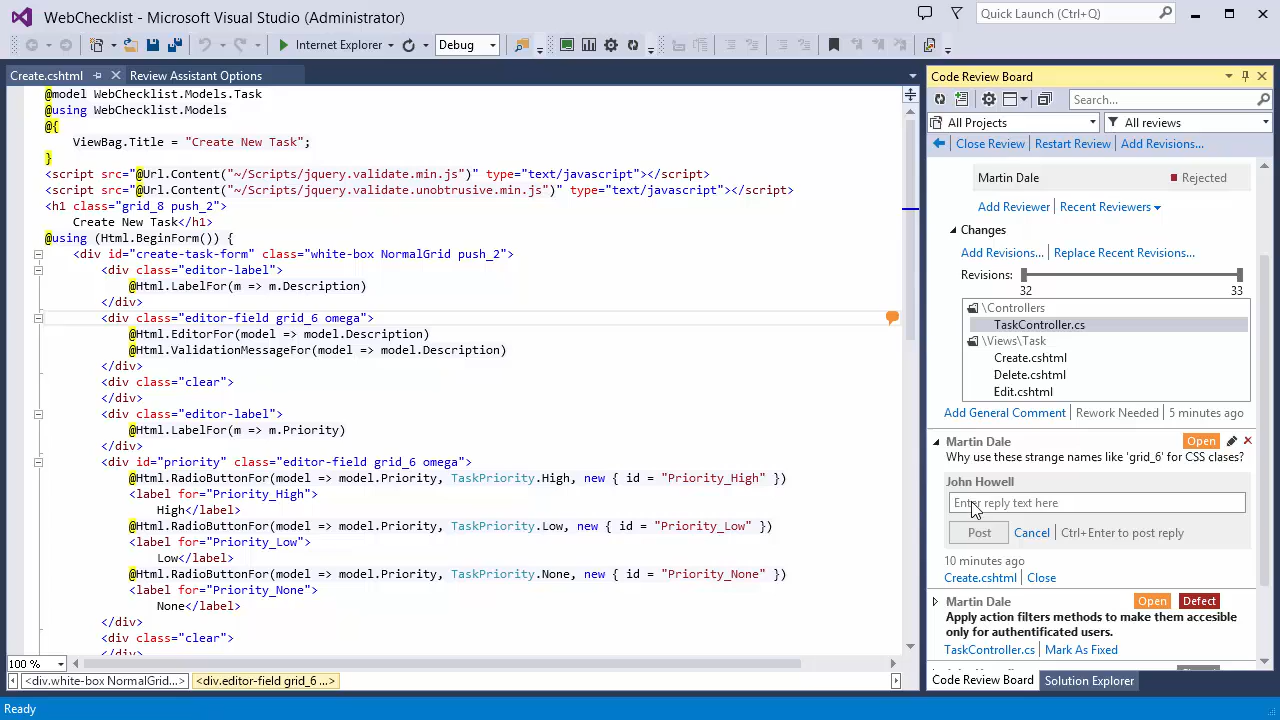 WebChecklist - Microsoft Visual Studio (Administrator)
Quick Launch (Ctrl+Q)
Internet Explorer
Debug
Create.cshtml
Review Assistant Options
@model WebChecklist.Models.Task
@using WebChecklist.Models
@{
ViewBag.Title = "Create New Task";
}
<script src="@Url.Content("~/Scripts/jquery.validate.min.js")" type="text/javascript"></script>
<script src="@Url.Content("~/Scripts/jquery.validate.unobtrusive.min.js")" type="text/javascript"></script>
<h1 class="grid_8 push_2">
Create New Task</h1>
@using (Html.BeginForm()) {
<div id="create-task-form" class="white-box NormalGrid push_2">
<div class="editor-label">
@Html.LabelFor(m => m.Description)
</div>
<div class="editor-field grid_6 omega">
@Html.EditorFor(model => model.Description)
@Html.ValidationMessageFor(model => model.Description)
</div>
<div class="clear">
</div>
<div class="editor-label">
@Html.LabelFor(m => m.Priority)
</div>
<div id="priority" class="editor-field grid_6 omega">
@Html.RadioButtonFor(model => model.Priority, TaskPriority.High, new { id = "Priority_High" })
<label for="Priority_High">
High</label>
@Html.RadioButtonFor(model => model.Priority, TaskPriority.Low, new { id = "Priority_Low" })
<label for="Priority_Low">
Low</label>
@Html.RadioButtonFor(model => model.Priority, TaskPriority.None, new { id = "Priority_None" })
<label for="Priority_None">
None</label>
</div>
<div class="clear">
</div>
100 %
<div.white-box NormalGrid...>
<div.editor-field grid_6 ...>
Code Review Board
Search...
All Projects
All reviews
Close Review Restart Review Add Revisions...
Martin Dale Rejected
Add Reviewer Recent Reviewers
Changes
Add Revisions... Replace Recent Revisions...
Revisions:
32 33
\Controllers
TaskController.cs
\Views\Task
Create.cshtml
Delete.cshtml
Edit.cshtml
Add General Comment Rework Needed 5 minutes ago
Martin Dale Open
Why use these strange names like 'grid_6' for CSS clases?
John Howell
Enter reply text here
Post Cancel Ctrl+Enter to post reply
10 minutes ago
Create.cshtml Close
Martin Dale Open Defect
Apply action filters methods to make them accesible
only for authentificated users.
TaskController.cs Mark As Fixed
Code Review Board Solution Explorer
Ready